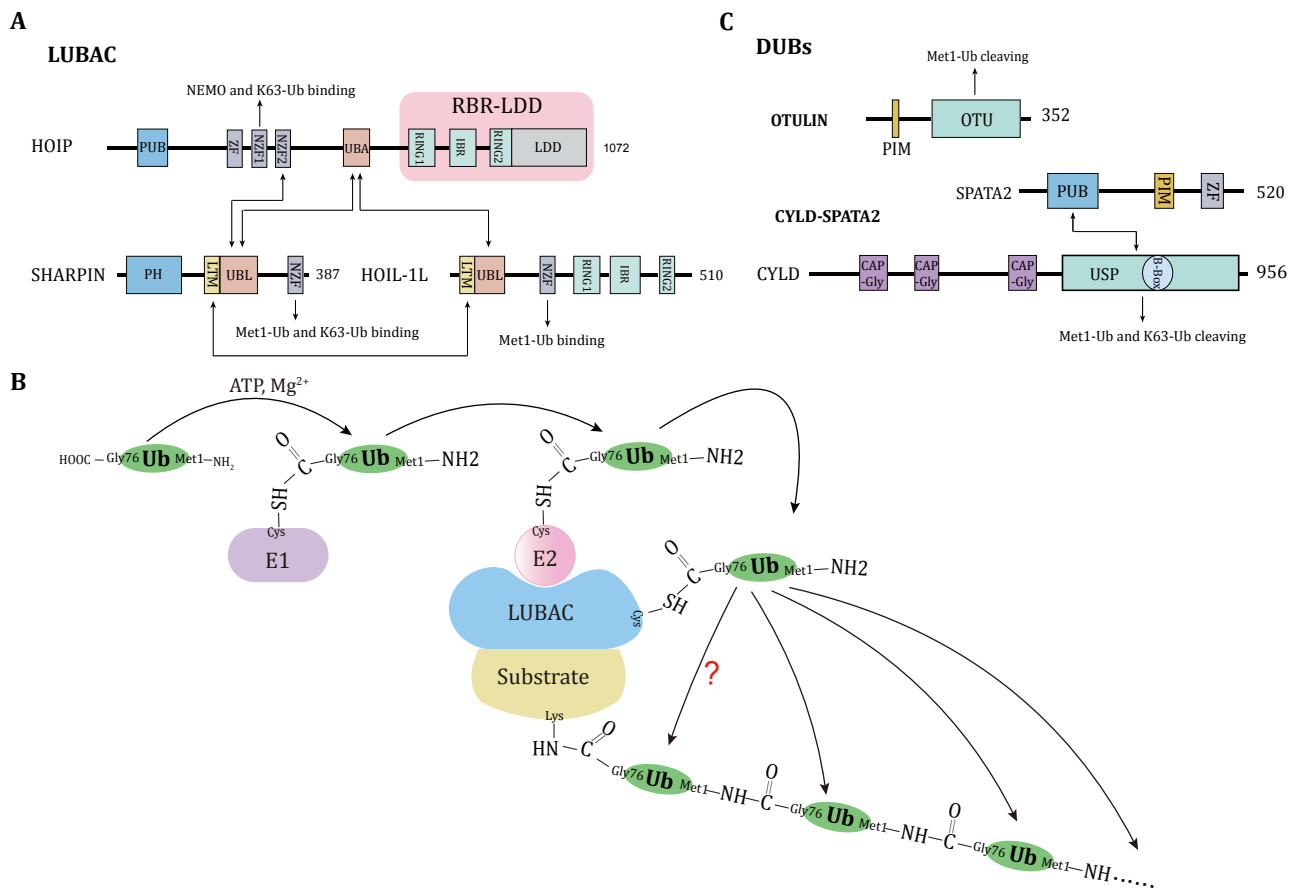 A
LUBAC
NEMO and K63-Ub binding
RBR-LDD
HOIP
PUB
ZF
NZF1
NZF2
UBA
RING1
IBR
RING2
LDD
1072
SHARPIN
PH
LTM
UBL
NZF
387
HOIL-1L
LTM
UBL
NZF
RING1
IBR
RING2
510
Met1-Ub and K63-Ub binding
Met1-Ub binding
C
DUBs
Met1-Ub cleaving
OTULIN
OTU
352
PIM
SPATA2
PUB
PIM
ZF
520
CYLD-SPATA2
CYLD
CAP
-Gly
CAP
-Gly
CAP
-Gly
USP
B-Box
956
Met1-Ub and K63-Ub cleaving
B
ATP, Mg2+
HOOC Gly76 Ub Met1 NH2
O
C
Gly76 Ub Met1 NH2
SH
Cys
E1
O
C
Gly76 Ub Met1 NH2
SH
Cys
E2
LUBAC
Cys
SH
C
O
Gly76 Ub Met1 NH2
Substrate
?
Lys
HN
C
O
Gly76 Ub Met1 NH
C
O
Gly76 Ub Met1 NH
C
O
Gly76 Ub Met1 NH ......